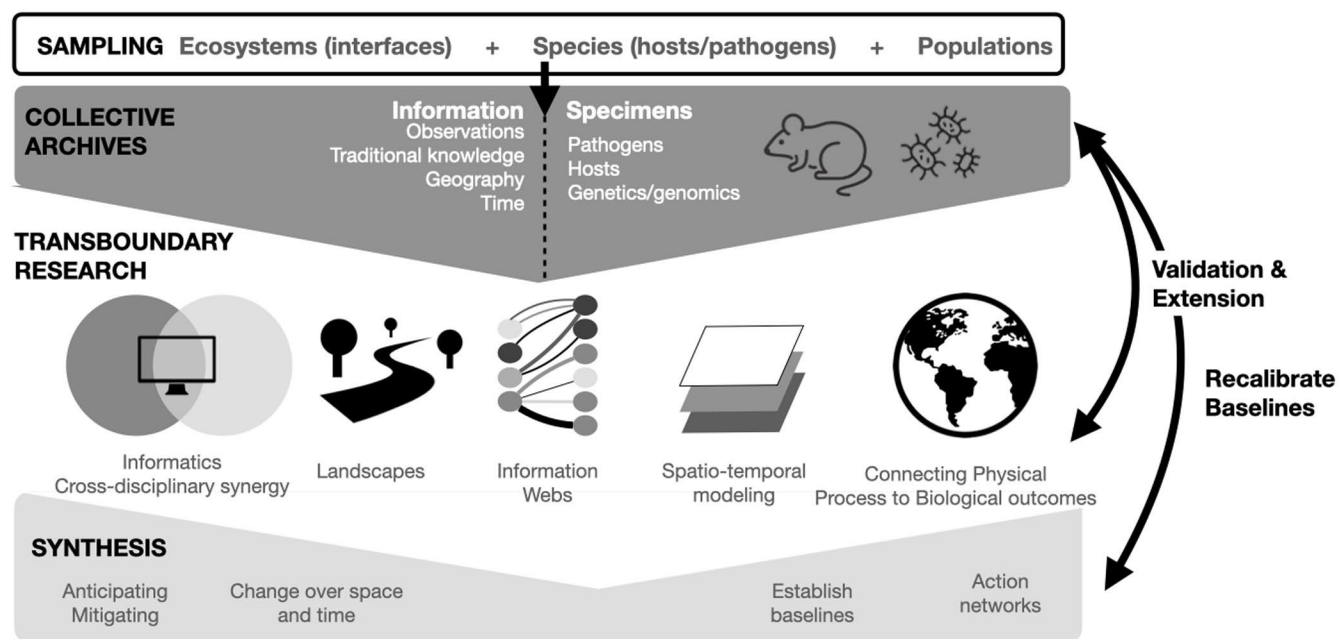 SAMPLING Ecosystems (interfaces) + Species (hosts/pathogens) + Populations
COLLECTIVE
ARCHIVES
Information
Observations
Traditional knowledge
Geography
Time
Specimens
Pathogens
Hosts
Genetics/genomics
TRANSBOUNDARY
RESEARCH
Validation &
Extension
Recalibrate
Baselines
Informatics
Cross-disciplinary synergy
Landscapes
Information
Webs
Spatio-temporal
modeling
Connecting Physical
Process to Biological outcomes
SYNTHESIS
Anticipating
Mitigating
Change over space
and time
Establish
baselines
Action
networks